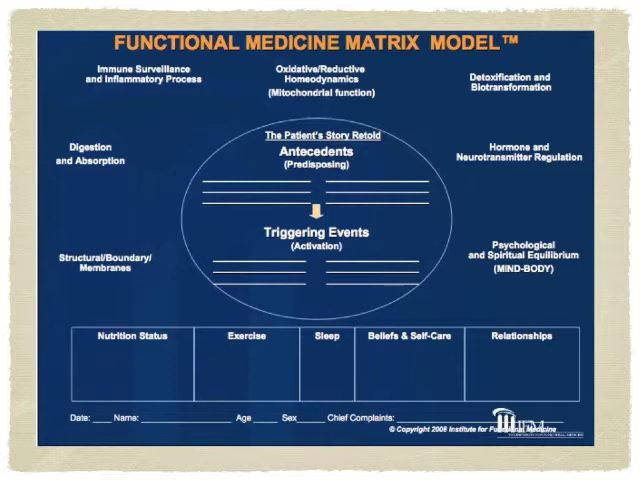 FUNCTIONAL MEDICINE MATRIX MODEL™
Immune Surveillance
and Inflammatory Process
Oxidative/Reductive
Homeodynamics
(Mitochondrial function)
Detoxification and
Biotransformation
Digestion
and Absorption
The Patient's Story Retold
Antecedents
(Predisposing)
Hormone and
Neurotransmitter Regulation
Triggering Events
(Activation)
Structural/Boundary/
Membranes
Psychological
and Spiritual Equilibrium
(MIND-BODY)
Nutrition Status Exercise Sleep Beliefs & Self-Care Relationships
Date: Name: Age Sex Chief Complaints:
© Copyright 2008 Institute for Functional Medicine
IFM